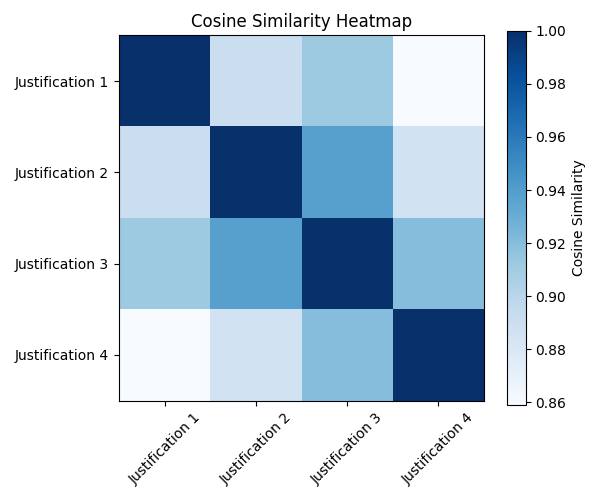 Cosine Similarity Heatmap
Justification 1
Justification 2
Justification 3
Justification 4
Justification 1
Justification 2
Justification 3
Justification 4
1.00
0.98
0.96
0.94
0.92
0.90
0.88
0.86
Cosine Similarity